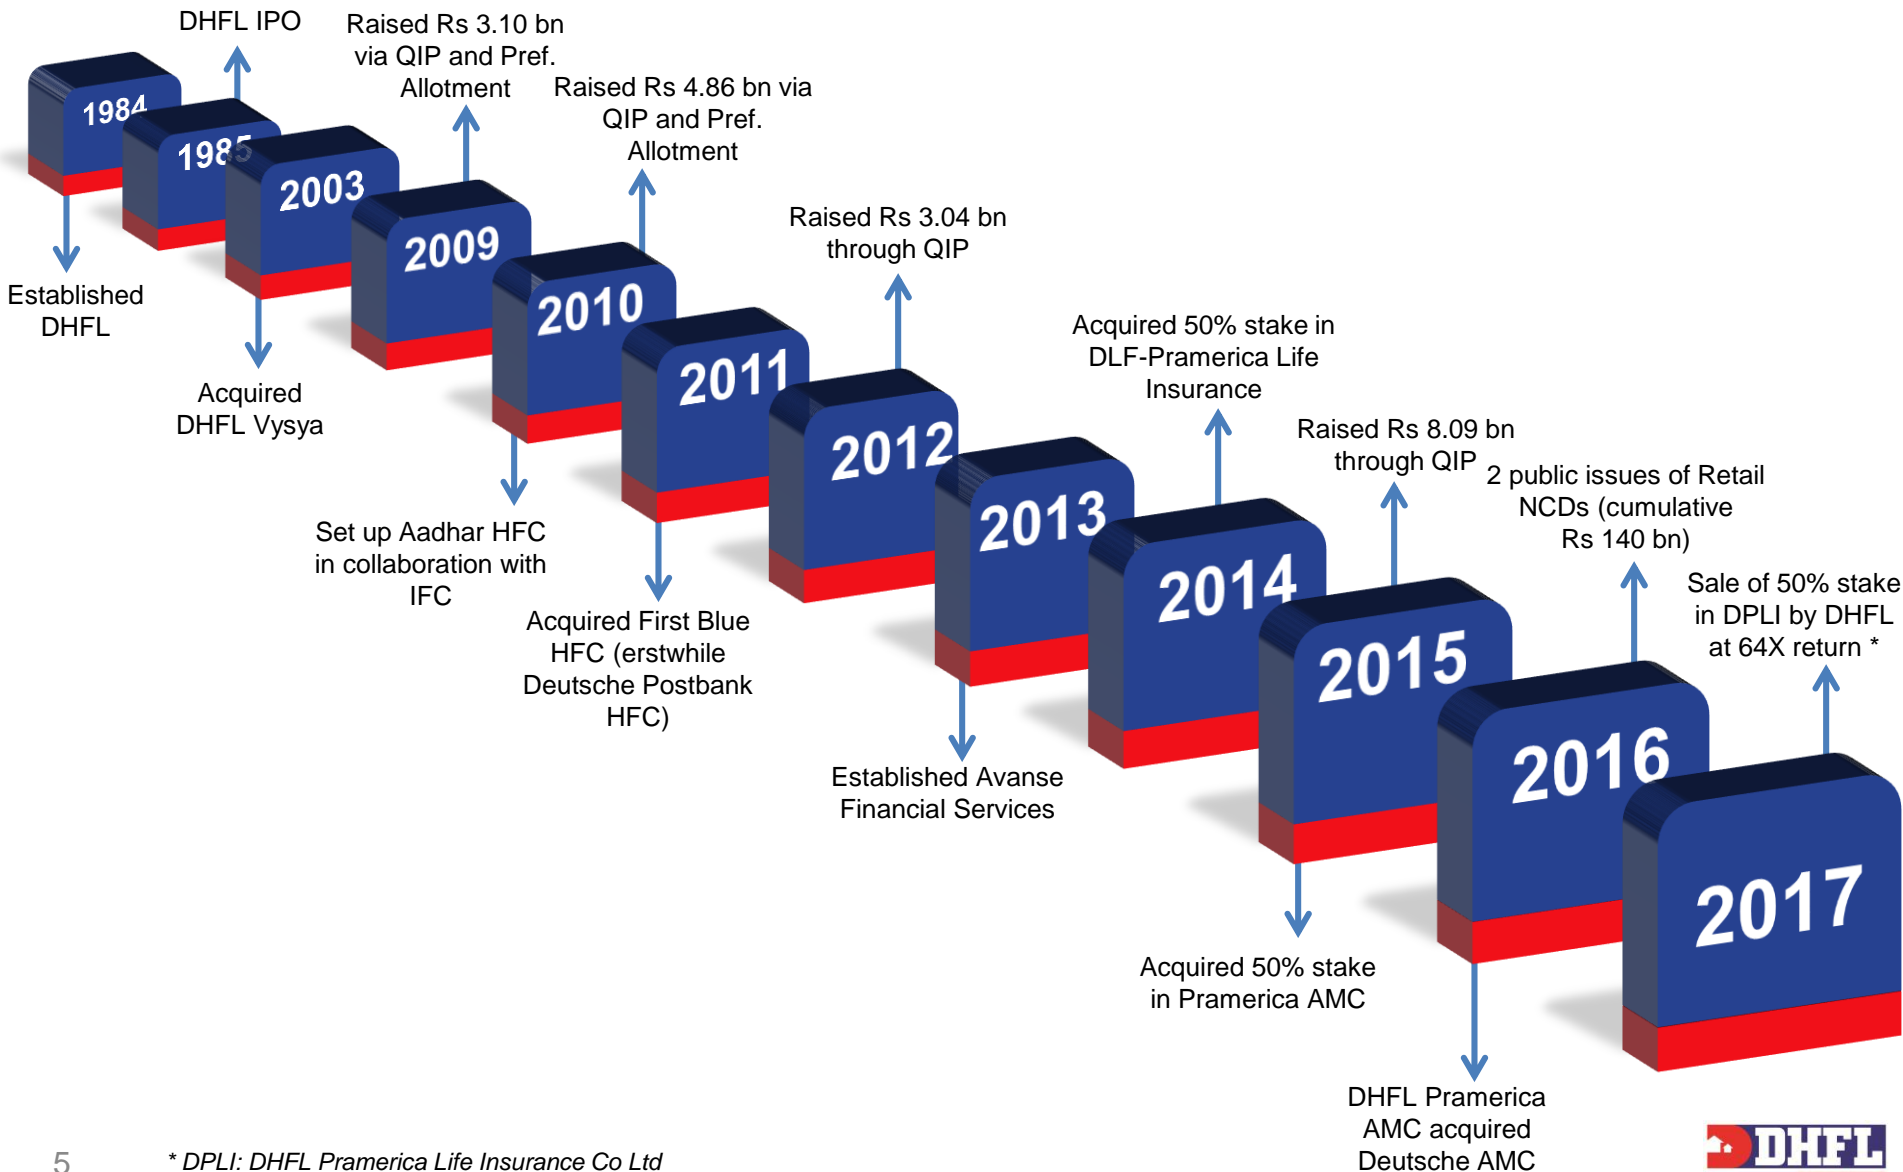 DHFL IPO
Raised Rs 3.10 bn
via QIP and Pref.
Allotment
Raised Rs 4.86 bn via
QIP and Pref.
Allotment
1984
1985
2003
2009
2010
2011
2012
2013
2014
2015
2016
2017
Raised Rs 3.04 bn
through QIP
Acquired 50% stake in
DLF-Pramerica Life
Insurance
Raised Rs 8.09 bn
through QIP
2 public issues of Retail
NCDs (cumulative
Rs 140 bn)
Sale of 50% stake
in DPLI by DHFL
at 64X return *
Established
DHFL
Acquired
DHFL Vysya
Set up Aadhar HFC
in collaboration with
IFC
Acquired First Blue
HFC (erstwhile
Deutsche Postbank
HFC)
Established Avanse
Financial Services
Acquired 50% stake
in Pramerica AMC
DHFL Pramerica
AMC acquired
Deutsche AMC
5
* DPLI: DHFL Pramerica Life Insurance Co Ltd
DHFL